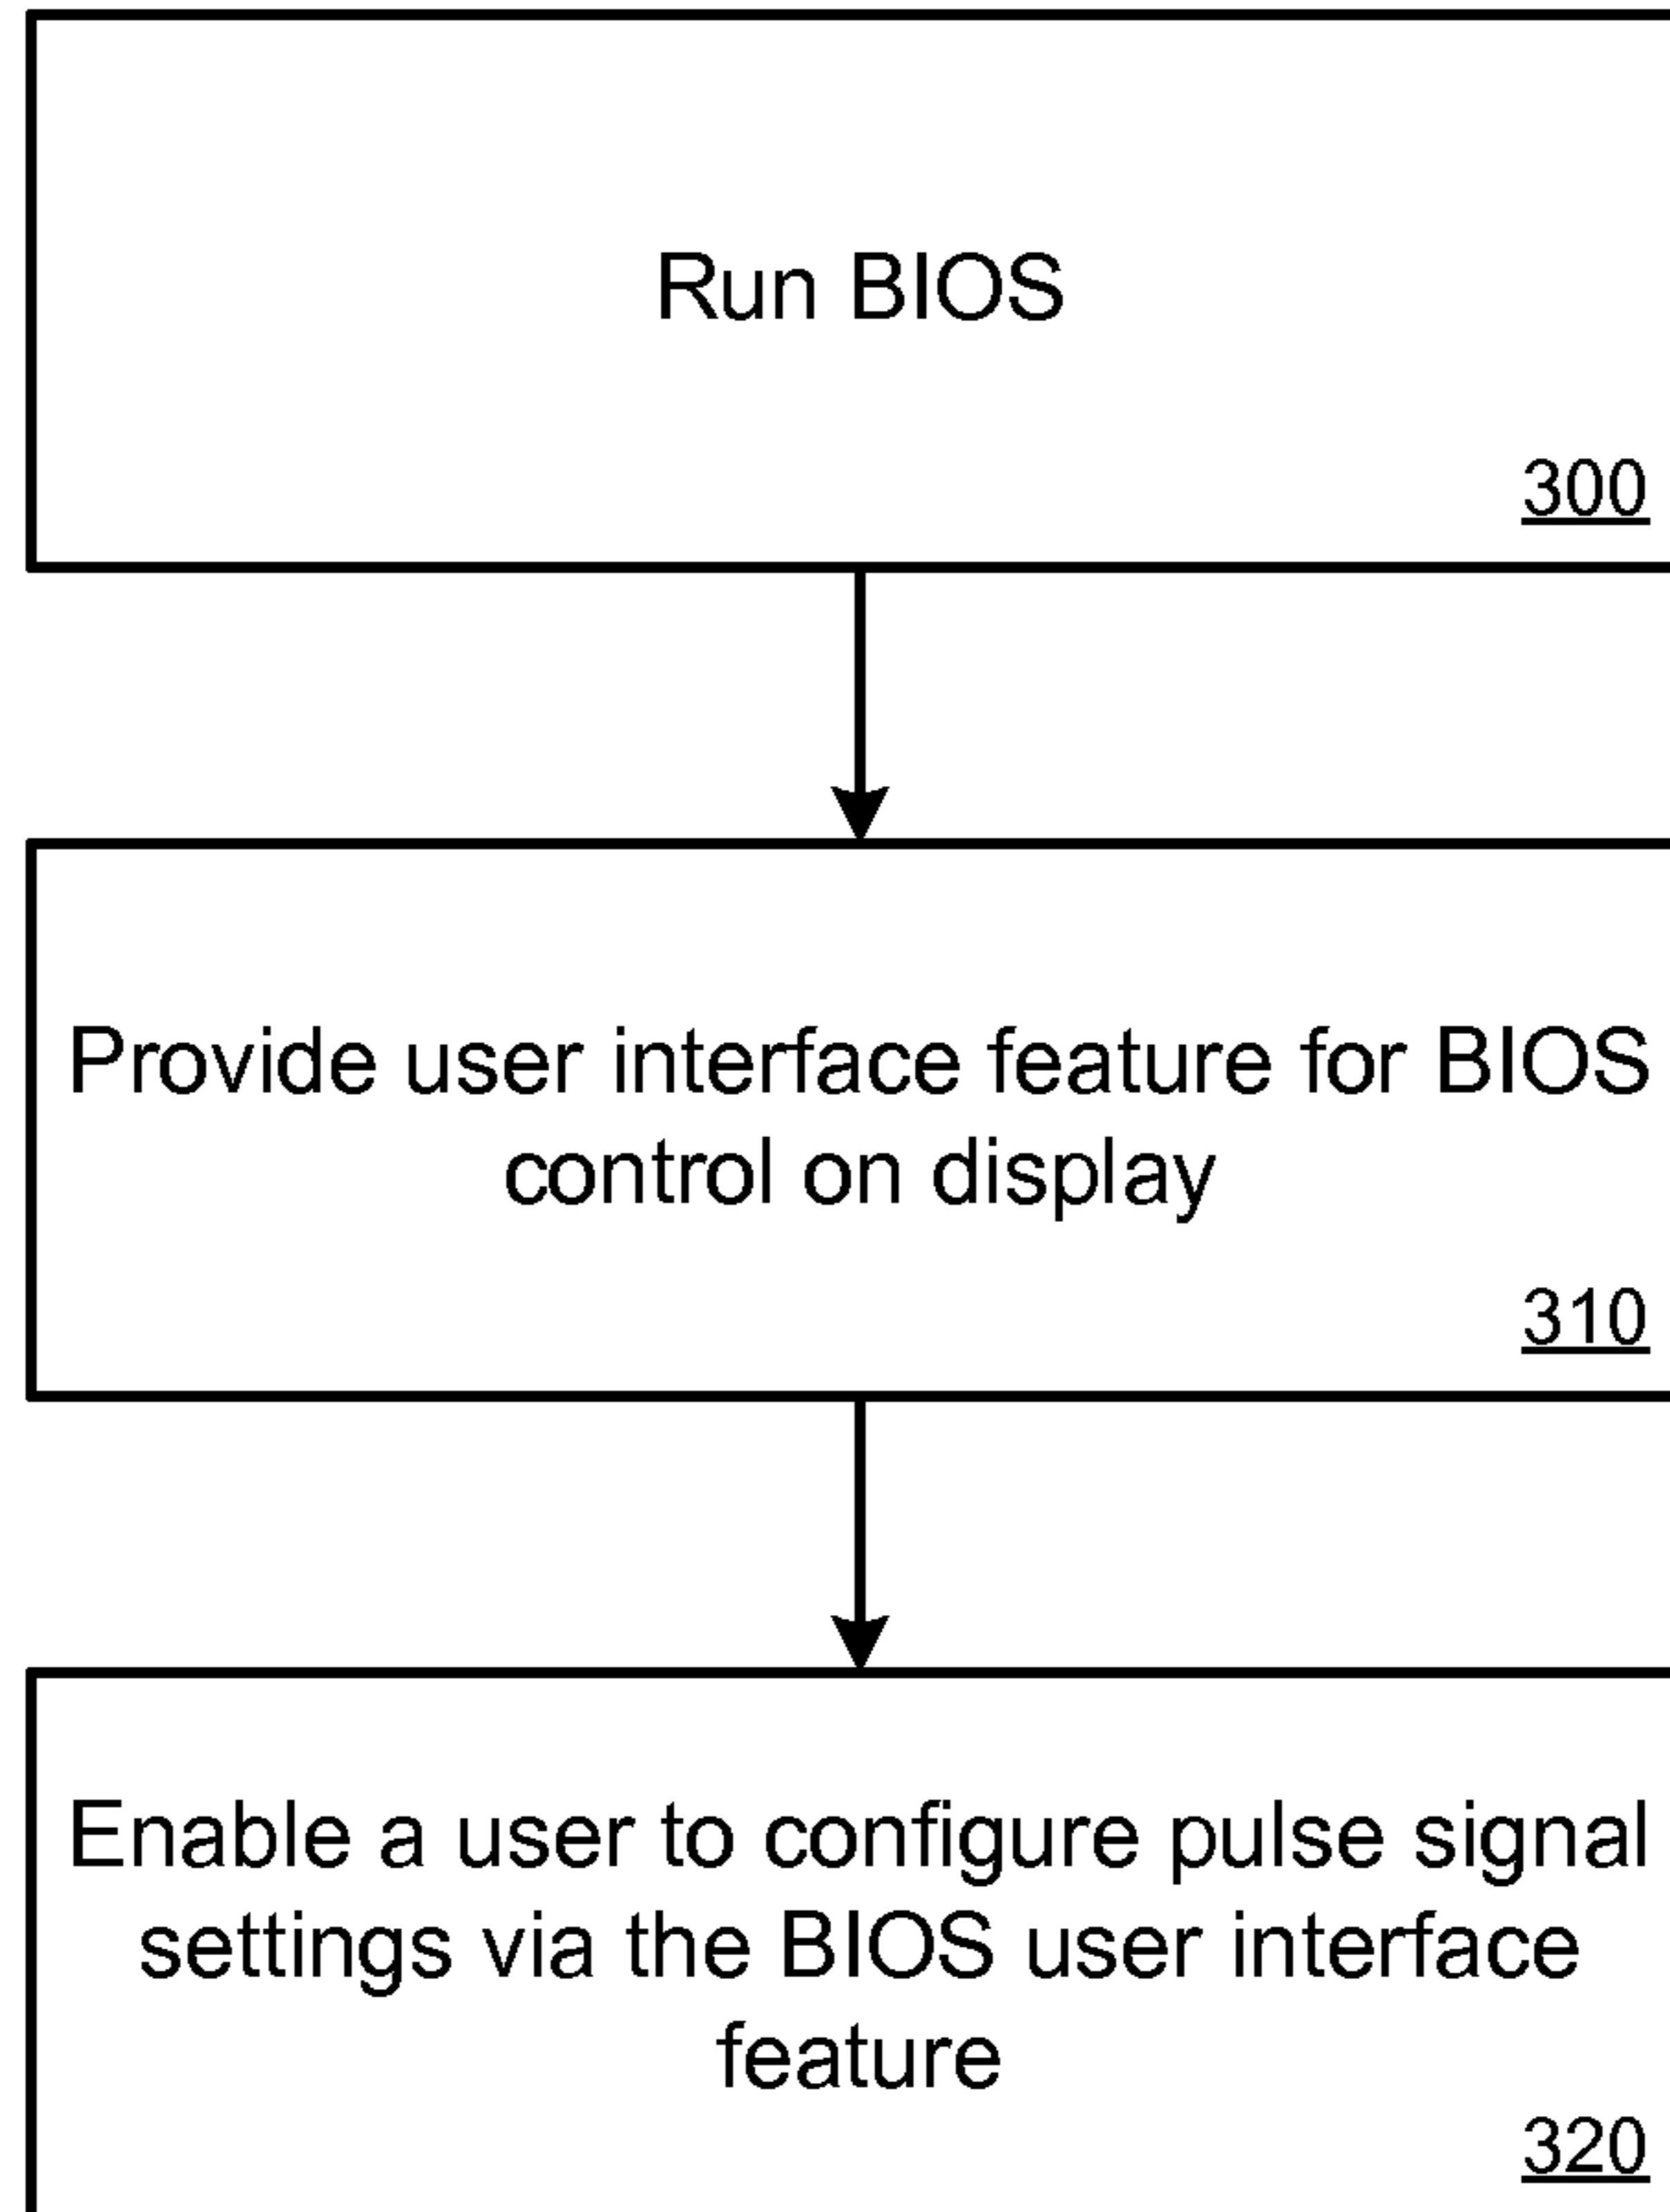 Run BIOS
300
Provide user interface feature for BIOS
control on display
310
Enable a user to configure pulse signal
settings via the BIOS user interface
feature
320